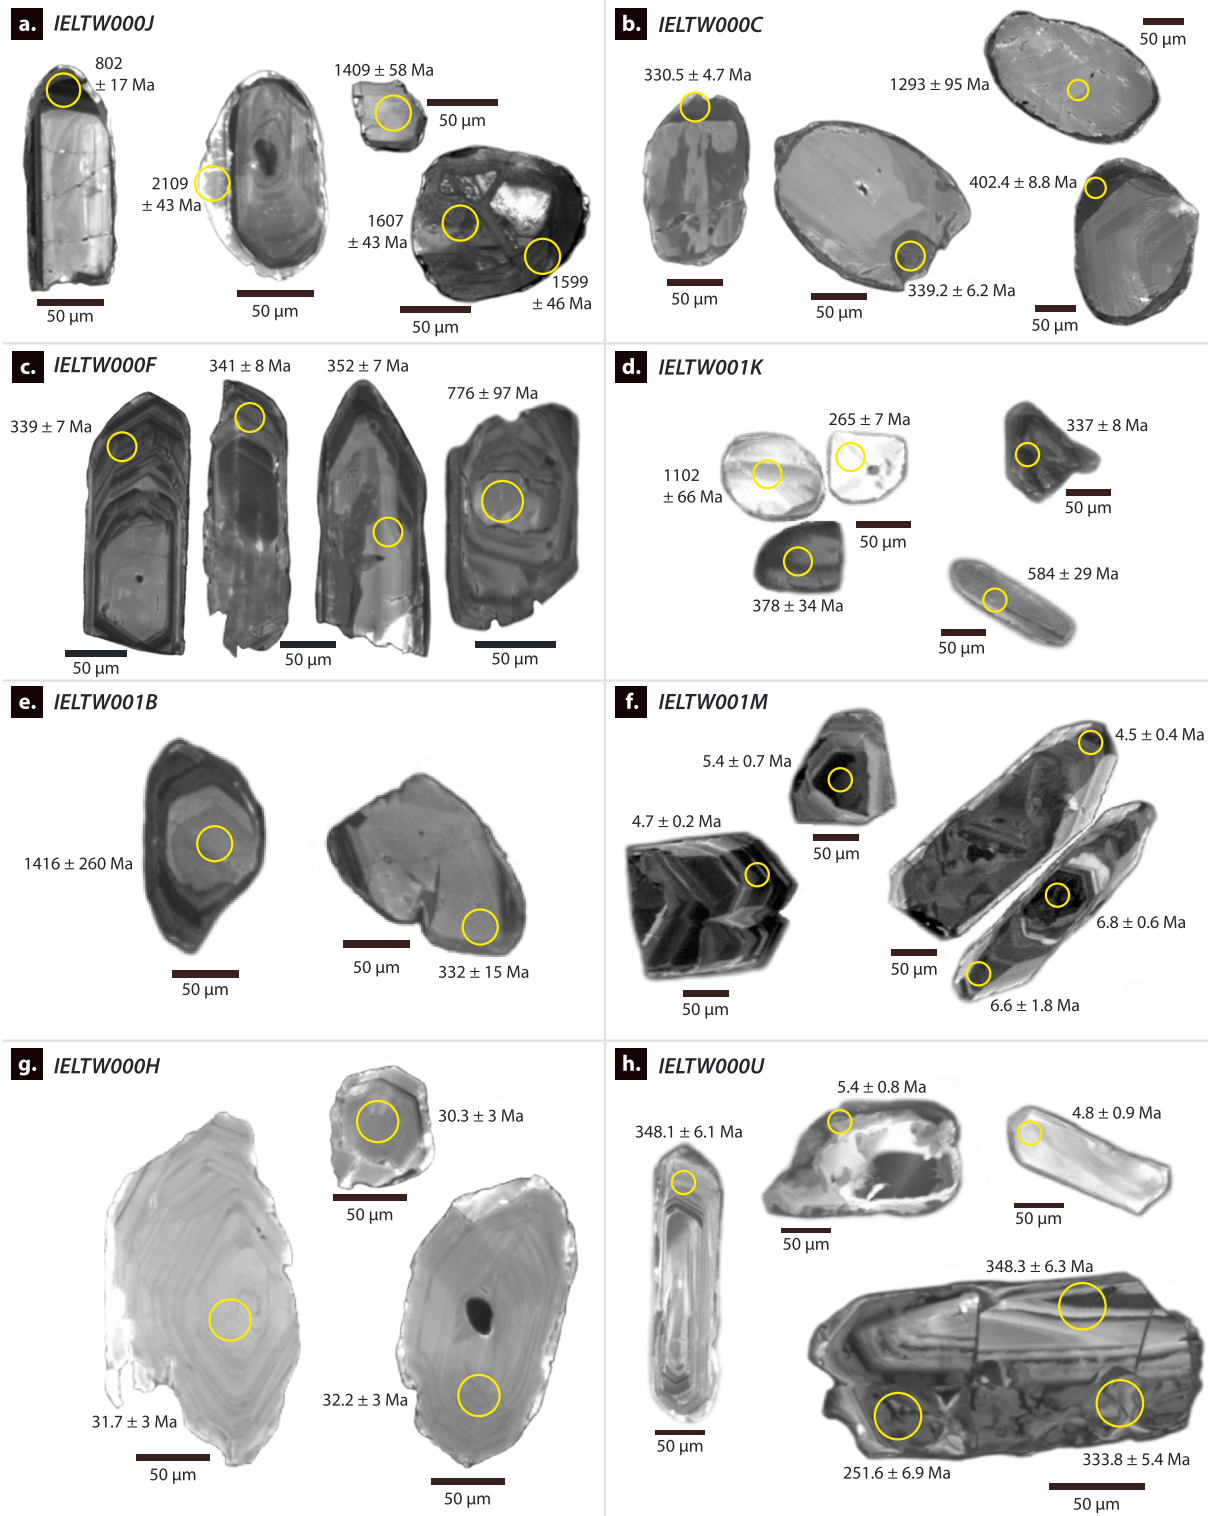 a. IELTW000J
802
± 17 Ma
2109
± 43 Ma
1409 ± 58 Ma
1607
± 43 Ma
1599
± 46 Ma
50 µm
50 µm
50 µm
50 µm
b. IELTW000C
330.5 ± 4.7 Ma
1293 ± 95 Ma
402.4 ± 8.8 Ma
339.2 ± 6.2 Ma
50 µm
50 µm
50 µm
50 µm
c. IELTW000F
339 ± 7 Ma
341 ± 8 Ma
352 ± 7 Ma
776 ± 97 Ma
50 µm
50 µm
50 µm
d. IELTW001K
1102
± 66 Ma
265 ± 7 Ma
337 ± 8 Ma
378 ± 34 Ma
584 ± 29 Ma
50 µm
50 µm
50 µm
e. IELTW001B
1416 ± 260 Ma
332 ± 15 Ma
50 µm
50 µm
f. IELTW001M
5.4 ± 0.7 Ma
4.5 ± 0.4 Ma
4.7 ± 0.2 Ma
6.8 ± 0.6 Ma
6.6 ± 1.8 Ma
50 µm
50 µm
50 µm
g. IELTW000H
30.3 ± 3 Ma
31.7 ± 3 Ma
32.2 ± 3 Ma
50 µm
50 µm
50 µm
h. IELTW000U
348.1 ± 6.1 Ma
5.4 ± 0.8 Ma
4.8 ± 0.9 Ma
348.3 ± 6.3 Ma
251.6 ± 6.9 Ma
333.8 ± 5.4 Ma
50 µm
50 µm
50 µm
50 µm